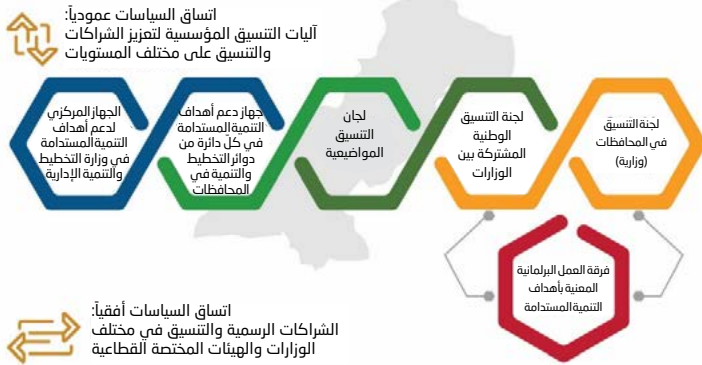 اتساق السياسات عمودياً:
آليات التنسيق المؤسسية لتعزيز الشراكات
والتنسيق على مختلف المستويات
لجنة التنسيق
في المحافظات
(وزارية)
لجنة التنسيق
الوطنية
المشتركة بين
الوزارات
لجان
التنسيق
المواضيعية
جهاز دعم أهداف
التنمية المستدامة
في كلّ دائرة من
دوائر التخطيط
والتنمية في
المحافظات
الجهاز المركزي
لدعم أهداف
التنمية المستدامة
في وزارة التخطيط
والتنمية الإدارية
فرقة العمل البرلمانية
المعنية بأهداف
التنمية المستدامة
اتساق السياسات أفقياً:
الشراكات الرسمية والتنسيق في مختلف
الوزارات والهيئات المختصة القطاعية